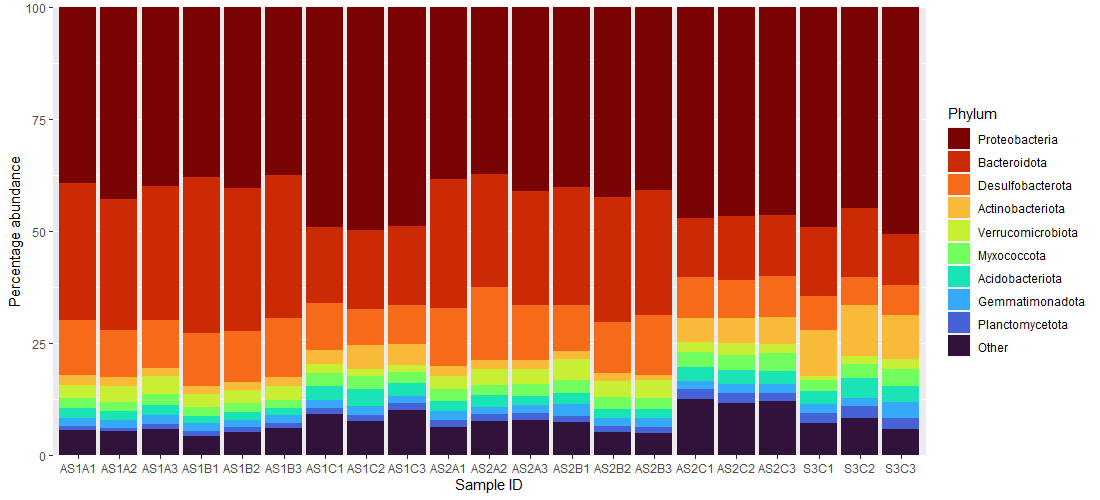 100
75
50
25
0
Percentage abundance
AS1A1 AS1A2 AS1A3 AS1B1 AS1B2 AS1B3 AS1C1 AS1C2 AS1C3 AS2A1 AS2A2 AS2A3 AS2B1 AS2B2 AS2B3 AS2C1 AS2C2 AS2C3 S3C1 S3C2 S3C3
Sample ID
Phylum
Proteobacteria
Bacteroidota
Desulfobacterota
Actinobacteriota
Verrucomicrobiota
Myxococcota
Acidobacteriota
Gemmatimonadota
Planctomycetota
Other